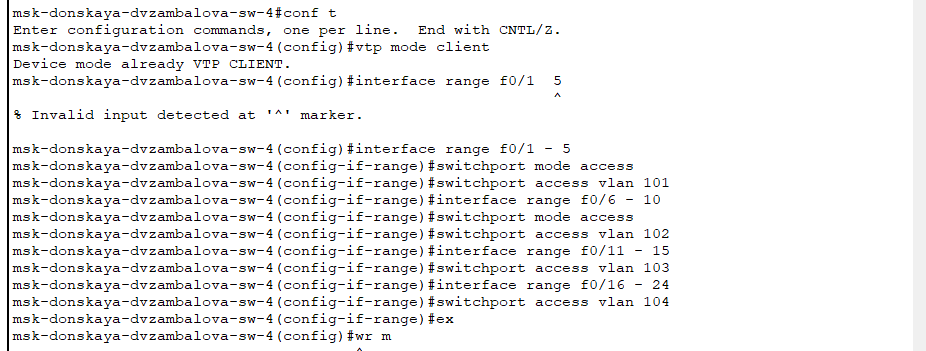 msk-donskaya-dvzambalova-sw-4#conf t
Enter configuration commands, one per line.  End with CNTL/Z.
msk-donskaya-dvzambalova-sw-4(config)#vtp mode client
Device mode already VTP CLIENT.
msk-donskaya-dvzambalova-sw-4(config)#interface range f0/1  5
^
% Invalid input detected at '^' marker.
msk-donskaya-dvzambalova-sw-4(config)#interface range f0/1 - 5
msk-donskaya-dvzambalova-sw-4(config-if-range)#switchport mode access
msk-donskaya-dvzambalova-sw-4(config-if-range)#switchport access vlan 101
msk-donskaya-dvzambalova-sw-4(config-if-range)#interface range f0/6 - 10
msk-donskaya-dvzambalova-sw-4(config-if-range)#switchport mode access
msk-donskaya-dvzambalova-sw-4(config-if-range)#switchport access vlan 102
msk-donskaya-dvzambalova-sw-4(config-if-range)#interface range f0/11 - 15
msk-donskaya-dvzambalova-sw-4(config-if-range)#switchport access vlan 103
msk-donskaya-dvzambalova-sw-4(config-if-range)#interface range f0/16 - 24
msk-donskaya-dvzambalova-sw-4(config-if-range)#switchport access vlan 104
msk-donskaya-dvzambalova-sw-4(config-if-range)#ex
msk-donskaya-dvzambalova-sw-4(config)#wr m
^